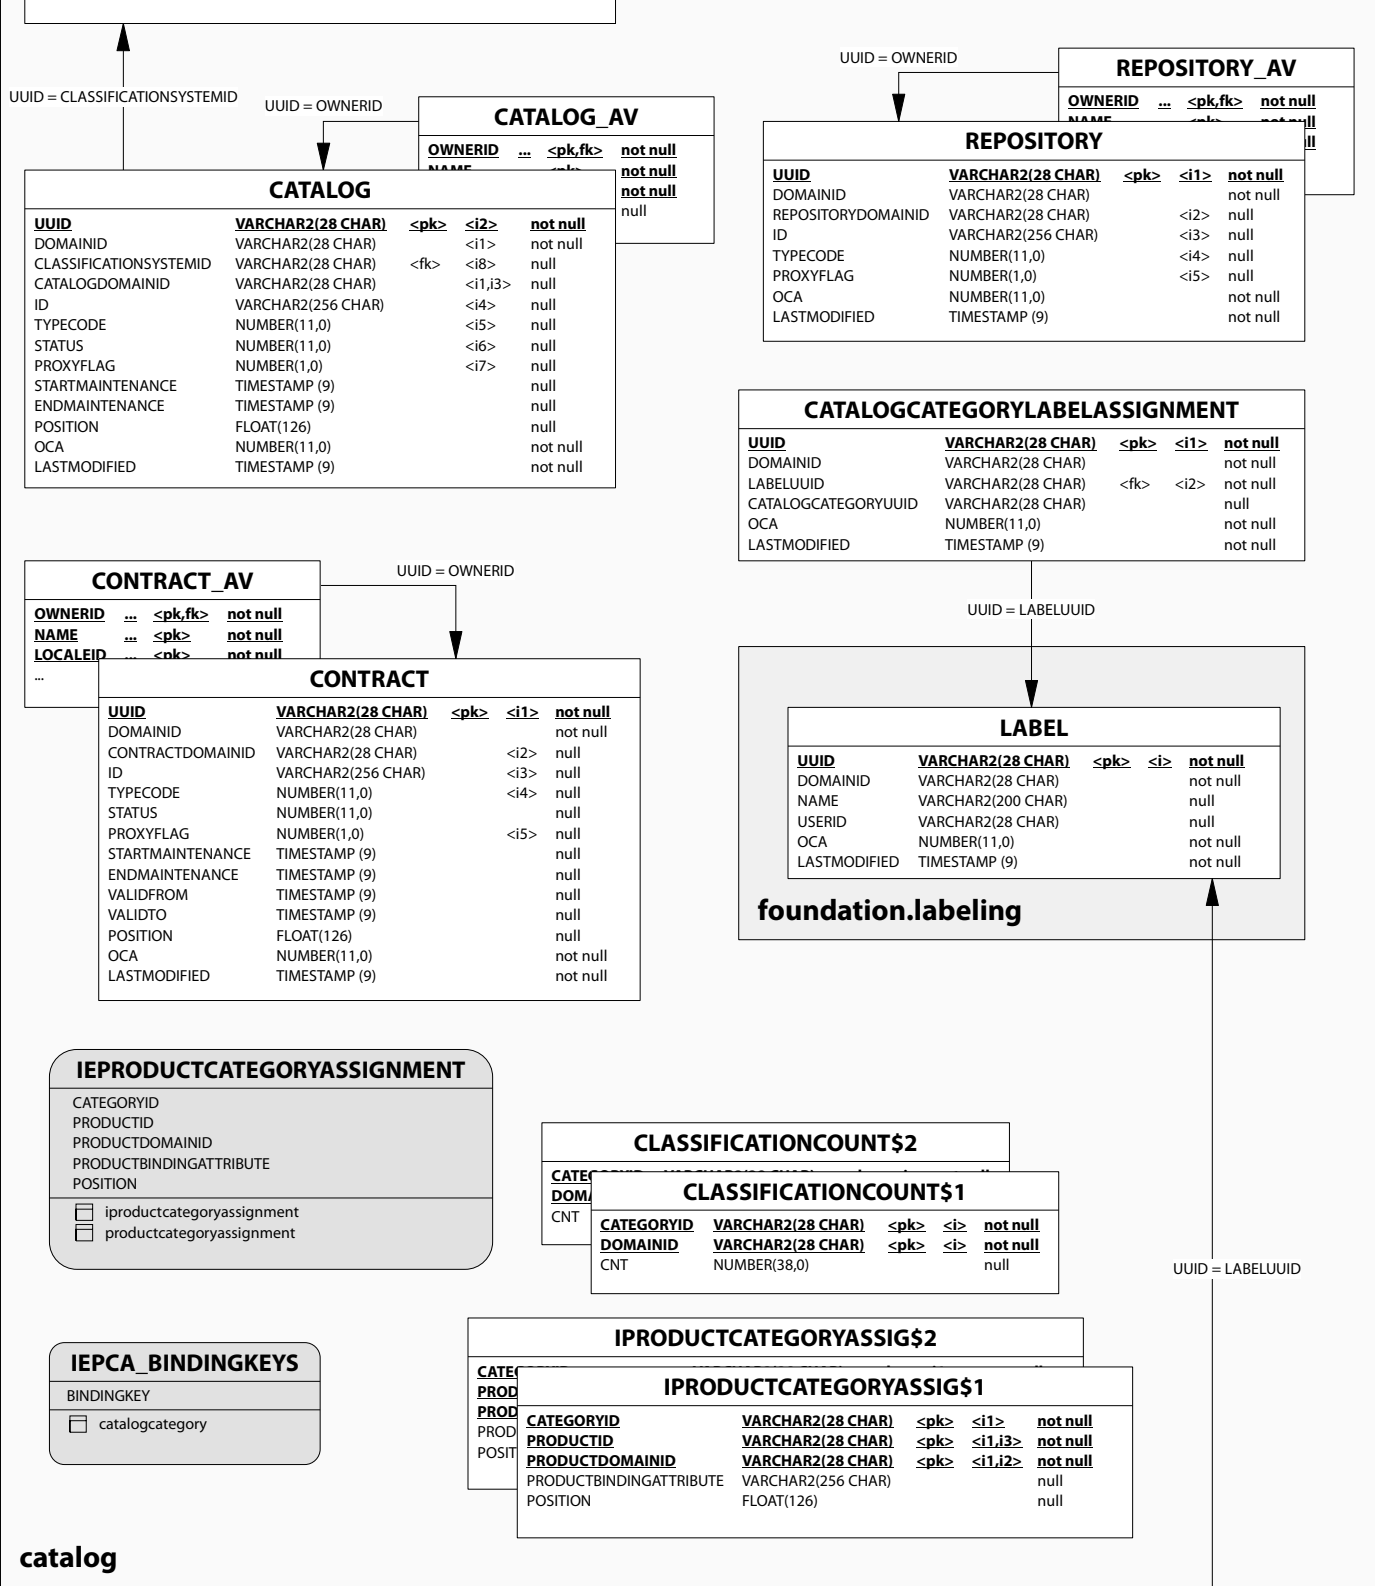 UUID = CLASSIFICATIONSYSTEMID
UUID = OWNERID
CATALOG_AV
OWNERID ... <pk,fk> not null
NAME <pk> not null
not null
null
CATALOG
UUID VARCHAR2(28 CHAR) <pk> <i2> not null
DOMAINID VARCHAR2(28 CHAR) <i1> not null
CLASSIFICATIONSYSTEMID VARCHAR2(28 CHAR) <fk> <i8> null
CATALOGDOMAINID VARCHAR2(28 CHAR) <i1,i3> null
ID VARCHAR2(256 CHAR) <i4> null
TYPECODE NUMBER(11,0) <i5> null
STATUS NUMBER(11,0) <i6> null
PROXYFLAG NUMBER(1,0) <i7> null
STARTMAINTENANCE TIMESTAMP (9) null
ENDMAINTENANCE TIMESTAMP (9) null
POSITION FLOAT(126) null
OCA NUMBER(11,0) not null
LASTMODIFIED TIMESTAMP (9) not null
UUID = OWNERID
REPOSITORY_AV
OWNERID ... <pk,fk> not null
NAME <pk> not null
REPOSITORY
UUID VARCHAR2(28 CHAR) <pk> <i1> not null
DOMAINID VARCHAR2(28 CHAR) not null
REPOSITORYDOMAINID VARCHAR2(28 CHAR) <i2> null
ID VARCHAR2(256 CHAR) <i3> null
TYPECODE NUMBER(11,0) <i4> null
PROXYFLAG NUMBER(1,0) <i5> null
OCA NUMBER(11,0) not null
LASTMODIFIED TIMESTAMP (9) not null
CATALOGCATEGORYLABELASSIGNMENT
UUID VARCHAR2(28 CHAR) <pk> <i1> not null
DOMAINID VARCHAR2(28 CHAR) not null
LABELUUID VARCHAR2(28 CHAR) <fk> <i2> not null
CATALOGCATEGORYUUID VARCHAR2(28 CHAR) null
OCA NUMBER(11,0) not null
LASTMODIFIED TIMESTAMP (9) not null
UUID = LABELUUID
CONTRACT_AV
OWNERID ... <pk,fk> not null
NAME ... <pk> not null
LOCALEID ... <pk> not null
...
UUID = OWNERID
CONTRACT
UUID VARCHAR2(28 CHAR) <pk> <i1> not null
DOMAINID VARCHAR2(28 CHAR) not null
CONTRACTDOMAINID VARCHAR2(28 CHAR) <i2> null
ID VARCHAR2(256 CHAR) <i3> null
TYPECODE NUMBER(11,0) <i4> null
STATUS NUMBER(11,0) null
PROXYFLAG NUMBER(1,0) <i5> null
STARTMAINTENANCE TIMESTAMP (9) null
ENDMAINTENANCE TIMESTAMP (9) null
VALIDFROM TIMESTAMP (9) null
VALIDTO TIMESTAMP (9) null
POSITION FLOAT(126) null
OCA NUMBER(11,0) not null
LASTMODIFIED TIMESTAMP (9) not null
LABEL
UUID VARCHAR2(28 CHAR) <pk> <i> not null
DOMAINID VARCHAR2(28 CHAR) not null
NAME VARCHAR2(200 CHAR) null
USERID VARCHAR2(28 CHAR) null
OCA NUMBER(11,0) not null
LASTMODIFIED TIMESTAMP (9) not null
foundation.labeling
IEPRODUCTCATEGORYASSIGNMENT
CATEGORYID
PRODUCTID
PRODUCTDOMAINID
PRODUCTBINDINGATTRIBUTE
POSITION
iproductcategoryassignment
productcategoryassignment
CLASSIFICATIONCOUNT$2
CNT
CLASSIFICATIONCOUNT$1
CATEGORYID VARCHAR2(28 CHAR) <pk> <i> not null
DOMAINID VARCHAR2(28 CHAR) <pk> <i> not null
CNT NUMBER(38,0) null
UUID = LABELUUID
IEPCA_BINDINGKEYS
BINDINGKEY
catalogcategory
IPRODUCTCATEGORYASSIG$2
IPRODUCTCATEGORYASSIG$1
CATEGORYID VARCHAR2(28 CHAR) <pk> <i1> not null
PRODUCTID VARCHAR2(28 CHAR) <pk> <i1,i3> not null
PRODUCTDOMAINID VARCHAR2(28 CHAR) <pk> <i1,i2> not null
PRODUCTBINDINGATTRIBUTE VARCHAR2(256 CHAR) null
POSITION FLOAT(126) null
catalog